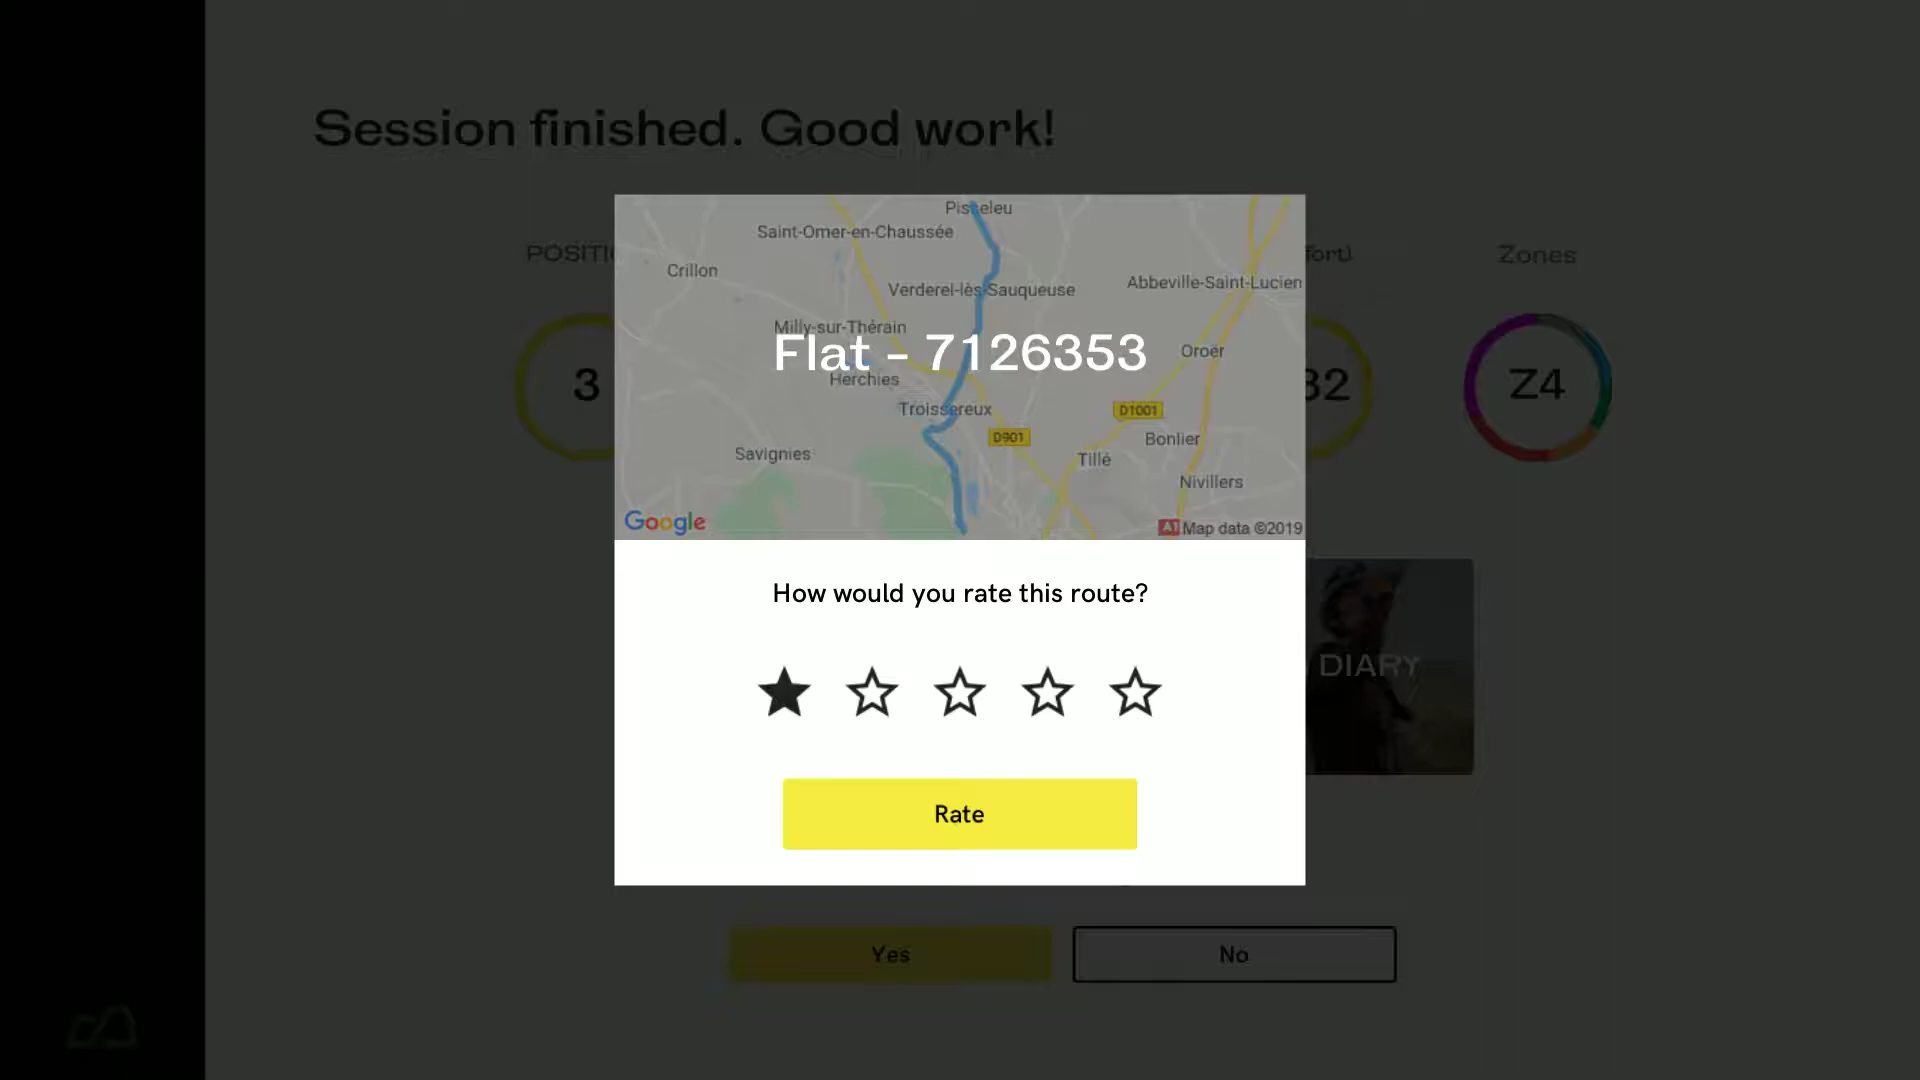 Session finished. Good work!
Zones
3
Z4
Pisseleu
Saint-Omer-en-Chaussée
Crillon
Verderel-lès-Sauqueuse
Abbeville-Saint-Lucien
Milly-sur-Thérain
Flat - 7126353
Oroër
Herchies
Troissereux
D1001
D901
Bonlier
Savignies
Tillé
Nivillers
Google
A1
Map data ©2019
How would you rate this route?
DIARY
Rate
Yes
No